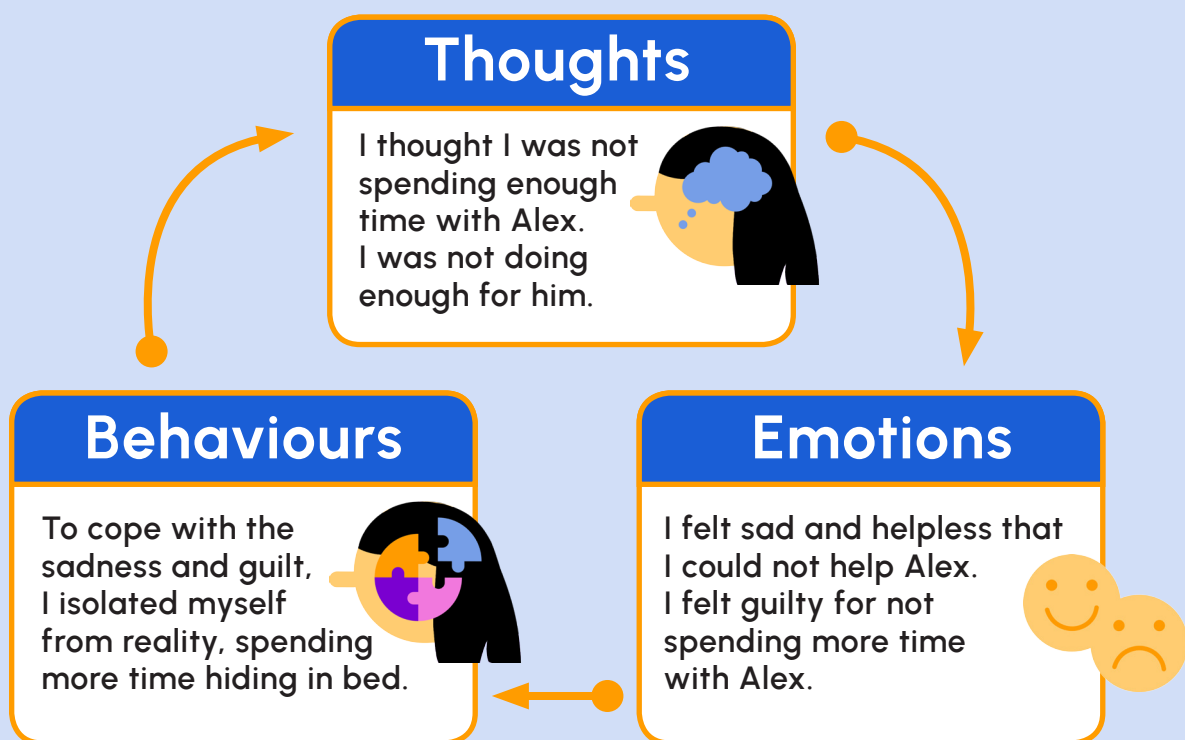 Thoughts
I thought I was not
spending enough
time with Alex.
I was not doing
enough for him.
Behaviours
To cope with the
sadness and guilt,
I isolated myself
from reality, spending
more time hiding in bed.
Emotions
I felt sad and helpless that
I could not help Alex.
I felt guilty for not
spending more time
with Alex.